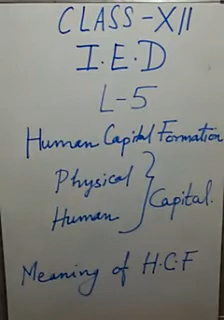 CLASS-XII
I.E.D
L-5
Human Capital Formation
Physical
Human } Capital.
Meaning of H.C.F